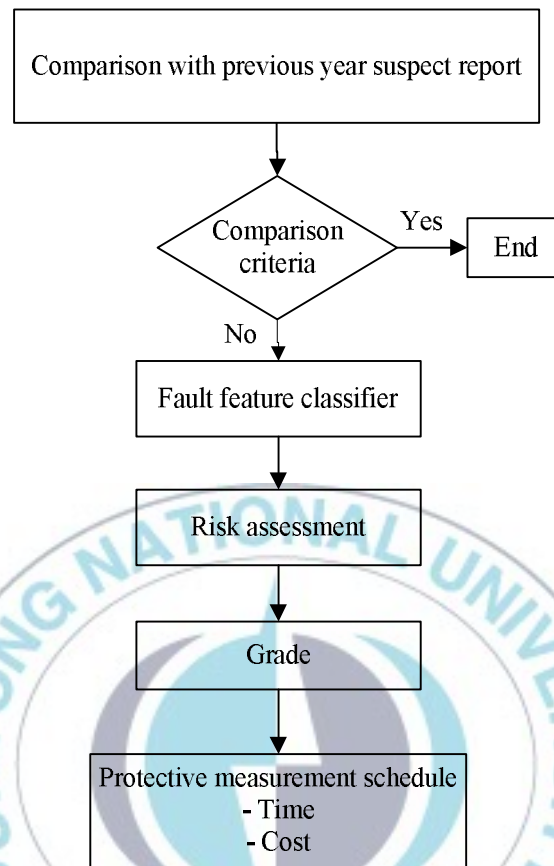 Comparison with previous year suspect report
Comparison
criteria
Yes
End
No
Fault feature classifier
Risk assessment
Grade
Protective measurement schedule
- Time
- Cost
NATIONAL